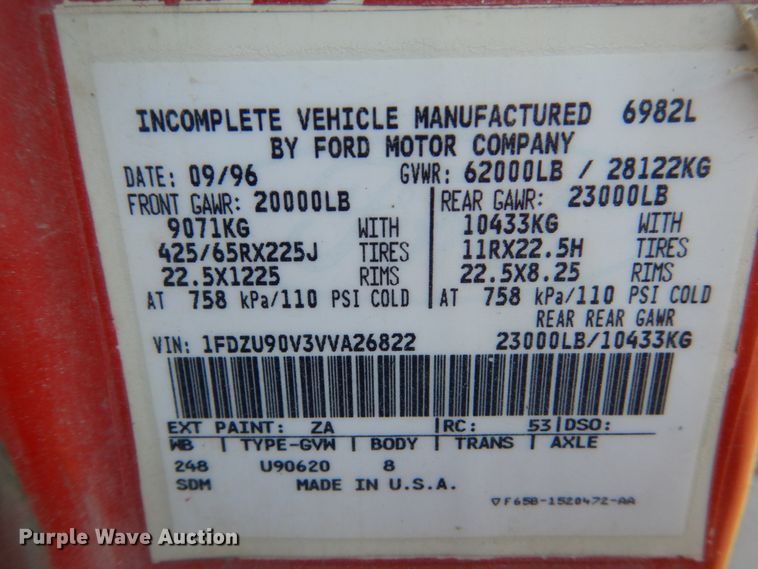 INCOMPLETE VEHICLE MANUFACTURED 6982L
BY FORD MOTOR COMPANY
DATE: 09/96 GVWR: 62000LB / 28122KG
FRONT GAWR: 20000LB REAR GAWR: 23000LB
9071KG WITH 10433KG WITH
425/65RX225J TIRES 11RX22.5H TIRES
22.5X1225 RIMS 22.5X8.25 RIMS
AT 758 kPa/110 PSI COLD AT 758 kPa/110 PSI COLD
REAR REAR GAWR
VIN: 1FDZU90V3VVA26822 23000LB/10433KG
EXT PAINT: ZA RC: 53 DSO:
WB TYPE-GVW BODY TRANS AXLE
248 U90620 8
SDM MADE IN U.S.A.
F65B-1520472-AA
Purple Wave Auction